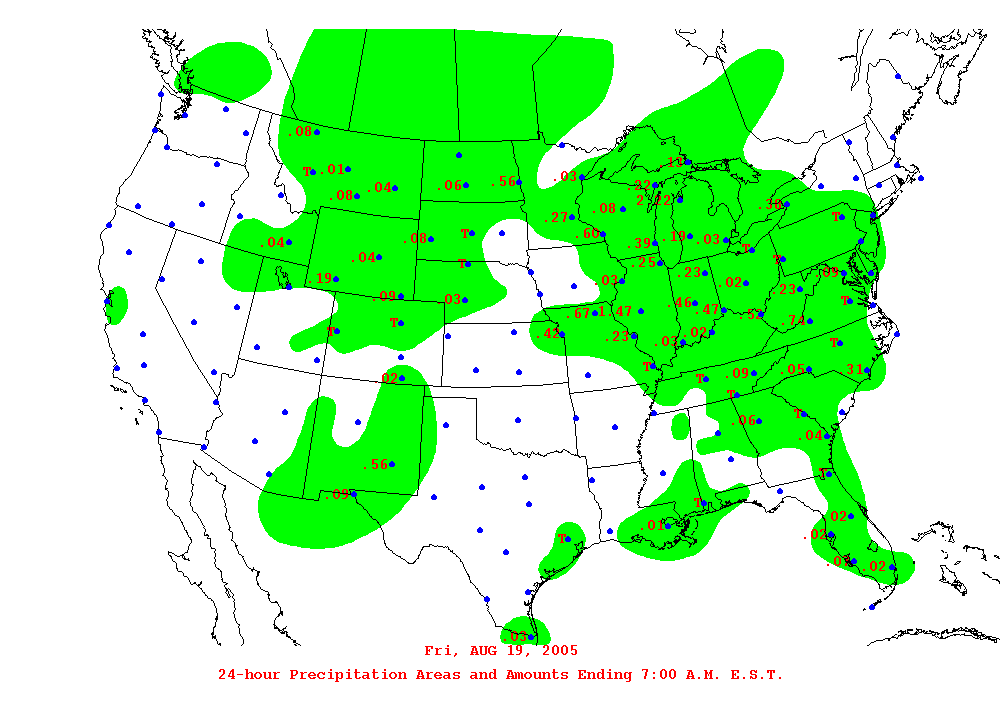 .08
.11
T .01
.03
.08 .04 .06 .56 .22
2.22
.08 .30
.27 T
.04 .08 T .60 .39 .19 .03
T
.04 T .25 T
.19 .03 .23 .02 .09
.09 .03 .23
T .46 T
.67 1.47 .47 .52
T T .42 .23 .03 .02 .74
T
T
.02 T .09 .05 .31
T
.06 T
.04
.56
T
.09
T
.01 .02
T .02
.02
.03
Fri, AUG 19, 2005
24-hour Precipitation Areas and Amounts Ending 7:00 A.M. E.S.T.